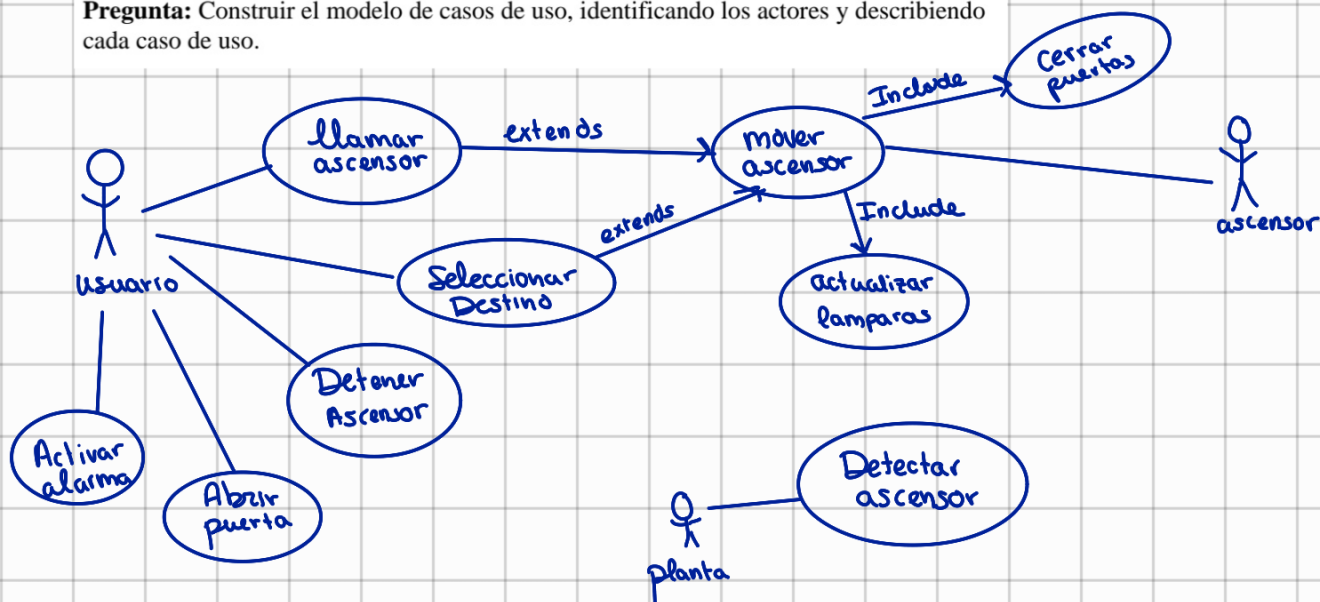 Pregunta: Construir el modelo de casos de uso, identificando los actores y describiendo
cada caso de uso.
Cerrar
puertas
Include
llamar
ascensor
extends
mover
ascensor
ascensor
usuario
extends
Include
Seleccionar
Destino
actualizar
lamparas
Detener
Ascensor
Activar
alarma
Abrir
puerta
Detectar
ascensor
planta